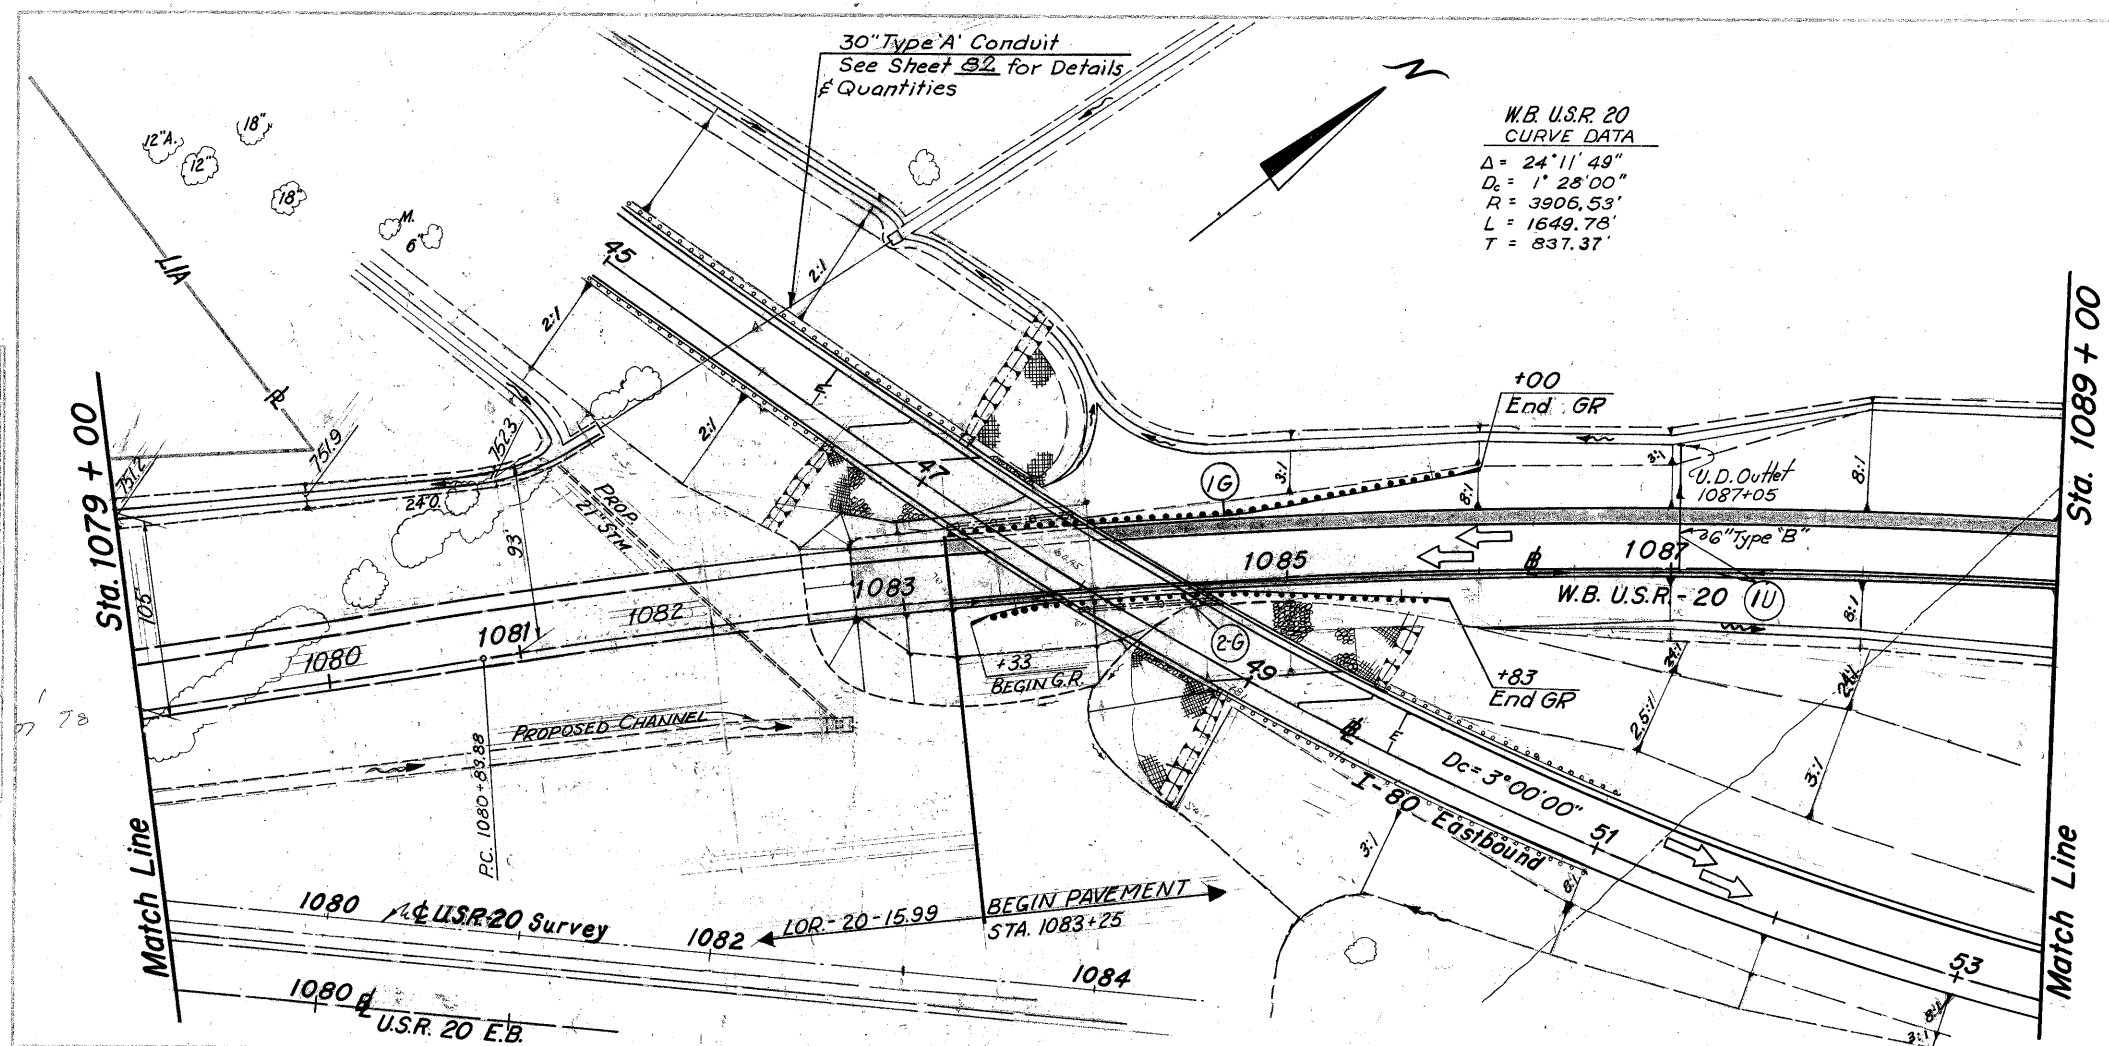 30" Type 'A' Conduit
See Sheet 82 for Details
& Quantities
W.B. U.S.R. 20
CURVE DATA
Δ = 24°11'49"
Dc = 1°28'00"
R = 3906.53'
L = 1649.78'
T = 837.37'
12"A.
18"
12"
18"
M.
6"
L/A
45
2:1
2:1
2:1
Sta. 1079 + 00
Sta. 1089 + 00
751.2
751.9
752.3
24"O.
93'
105'
PROP.
21" STM.
47
1G
3:1
+00
End GR
8:1
3:1
U.D. Outlet
1087+05
8:1
6" Type "B"
1080
1081
1082
1083
1085
1087
W.B. U.S.R.-20
1U
8:1
+33
BEGIN G.R.
2-G
49
+83
End GR
2.5:1
3:1
PROPOSED CHANNEL
P.C. 1080+83.88
Dc = 3°00'00"
I-80 Eastbound
51
3:1
8:1
53
8:1
3:1
Match Line
Match Line
1080
USR-20 Survey
1082
LOR-20-15.99
BEGIN PAVEMENT
STA. 1083+25
1084
1080
U.S.R. 20 E.B.
78